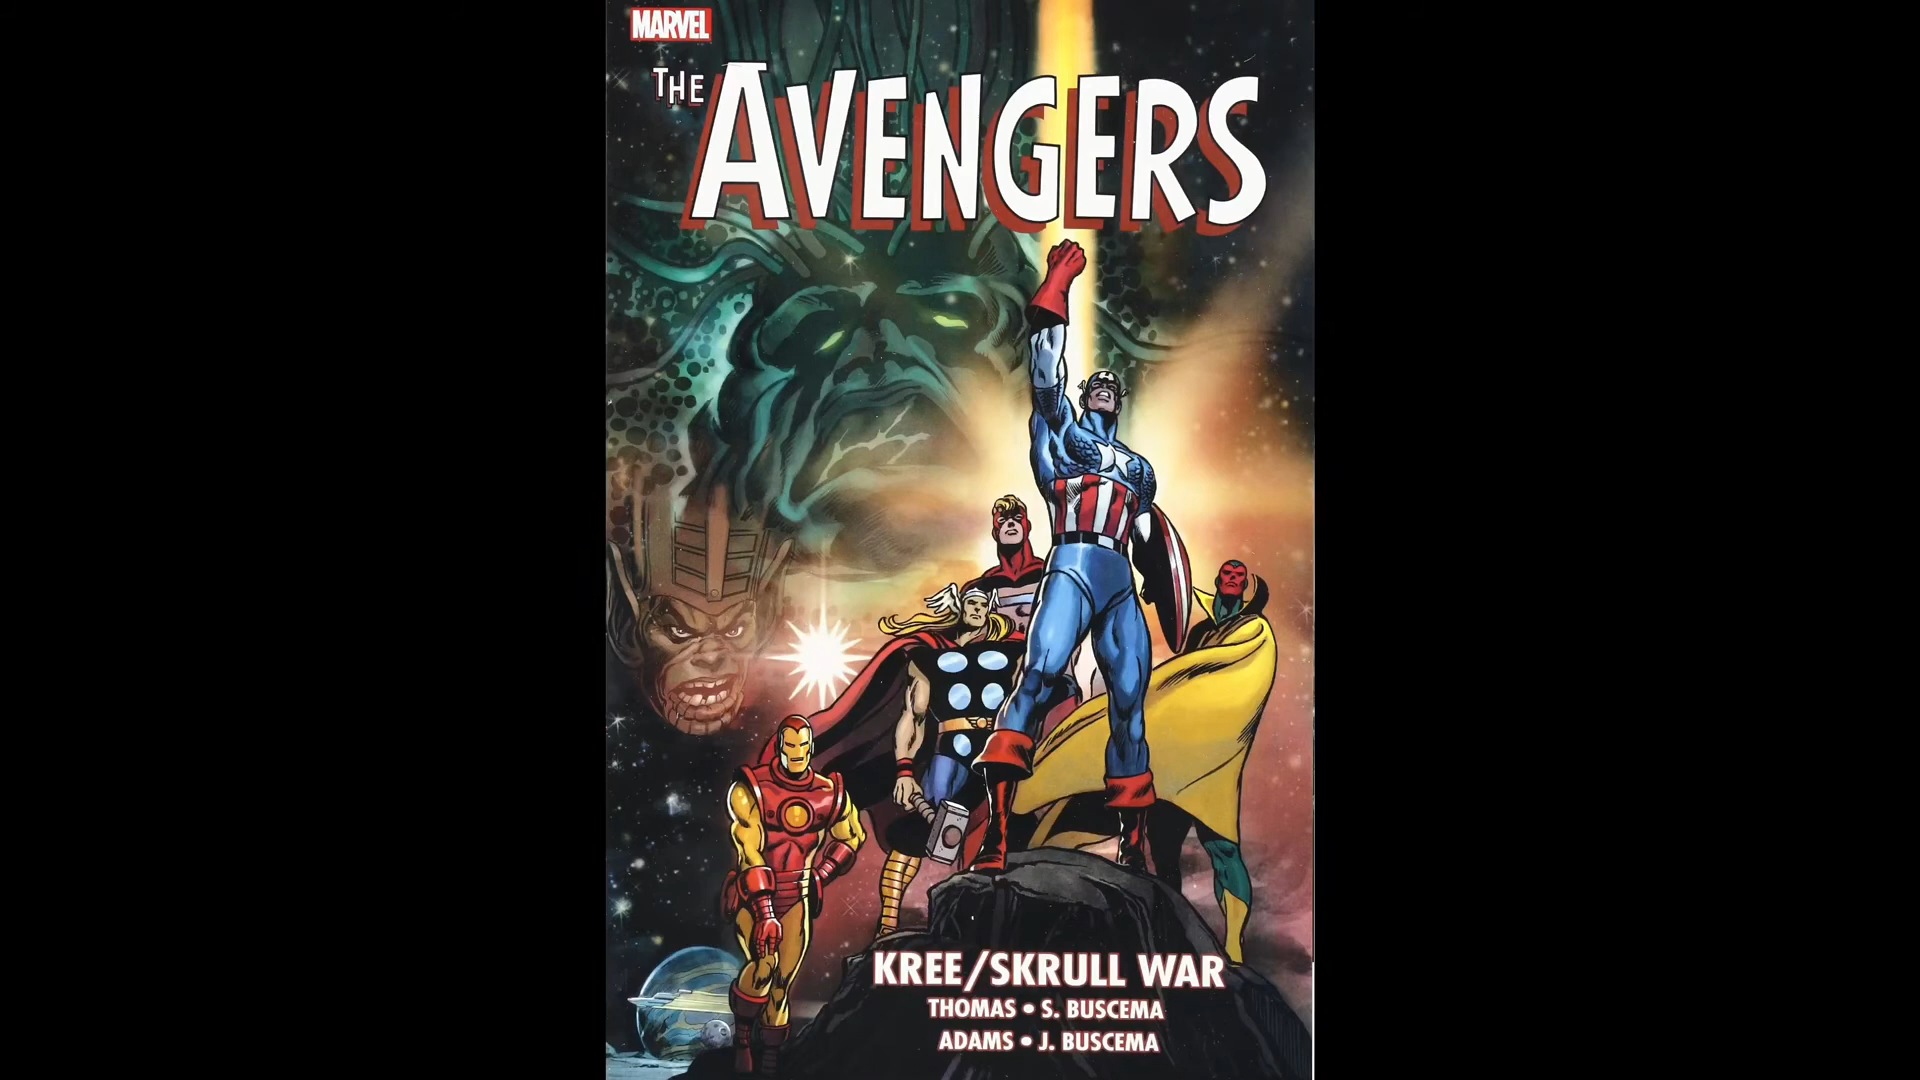 MARVEL
THE AVENGERS
KREE/SKRULL WAR
THOMAS • S. BUSCEMA
ADAMS • J. BUSCEMA